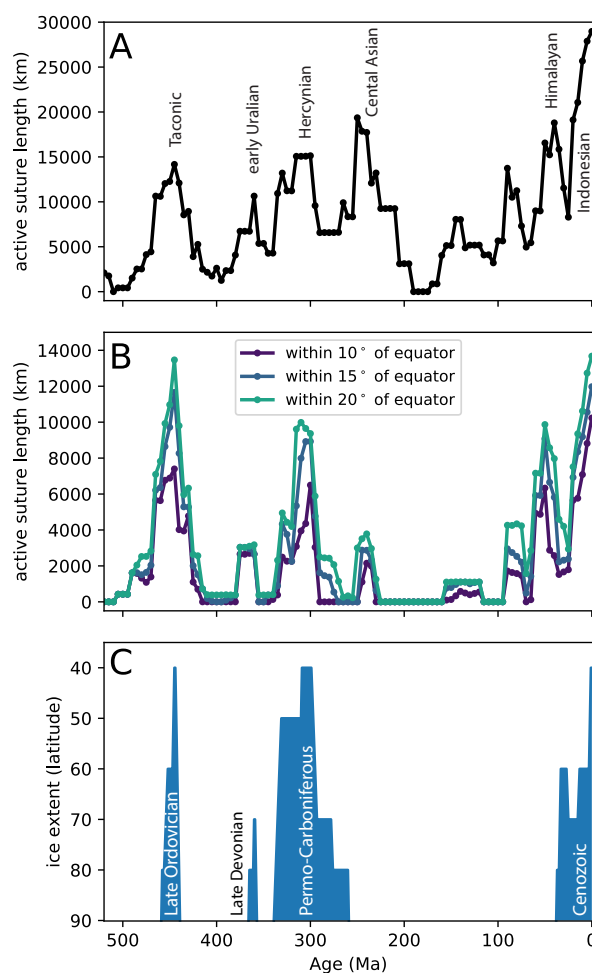 A
30000
25000
20000
15000
10000
5000
0
active suture length (km)
Taconic
early Uralian
Hercynian
Cental Asian
Himalayan
Indonesian
B
within 10° of equator
within 15° of equator
within 20° of equator
14000
12000
10000
8000
6000
4000
2000
0
active suture length (km)
C
40
50
60
70
80
90
ice extent (latitude)
Late Ordovician
Late Devonian
Permo-Carboniferous
Cenozoic
500 400 300 200 100 0
Age (Ma)